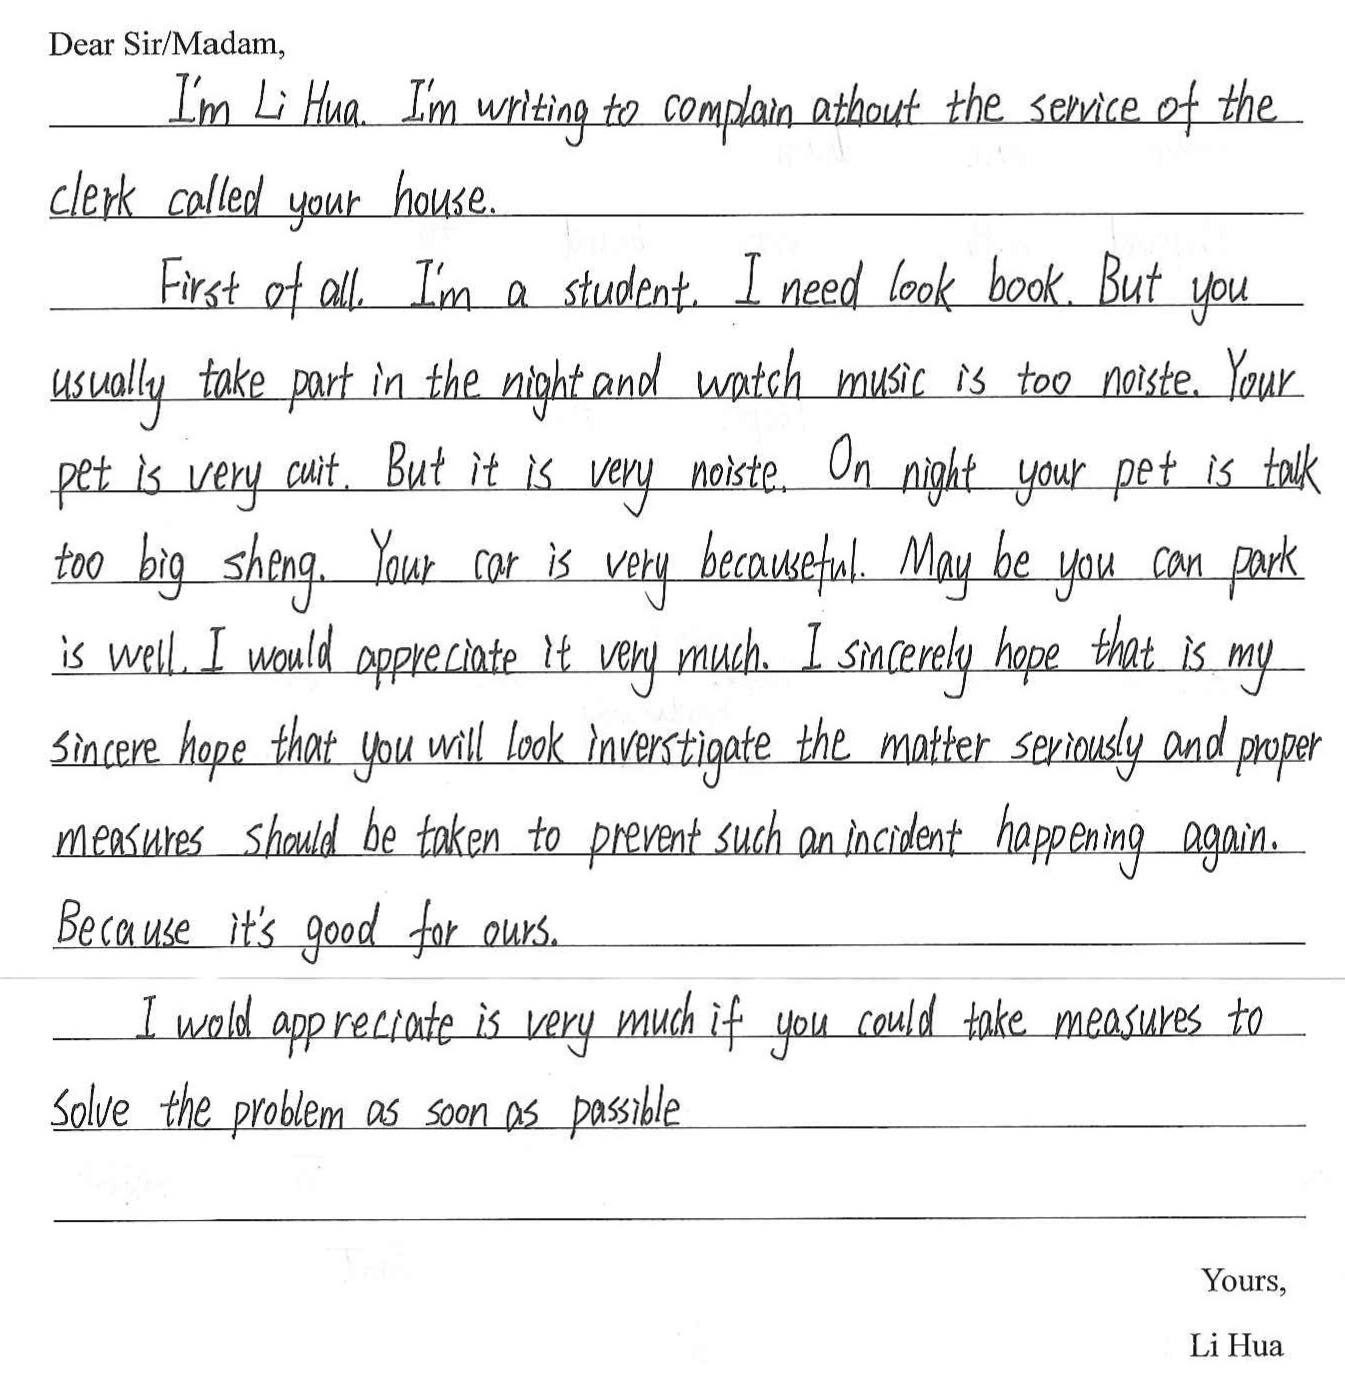 Dear Sir/Madam,
I'm Li Hua. I'm writing to complain athout the service of the
clerk called your house.
First of all. I'm a student. I need look book. But you
usually take part in the night and watch music is too noiste. Your
pet is very cuit. But it is very noiste. On night your pet is talk
too big sheng. Your car is very becauseful. May be you can park
is well. I would appreciate it very much. I sincerely hope that is my
sincere hope that you will look inverstigate the matter seriously and proper
measures should be taken to prevent such an incident happening again.
Because it's good for ours.
I wold appreciate is very much if you could take measures to
solve the problem as soon as passible
Yours,
Li Hua